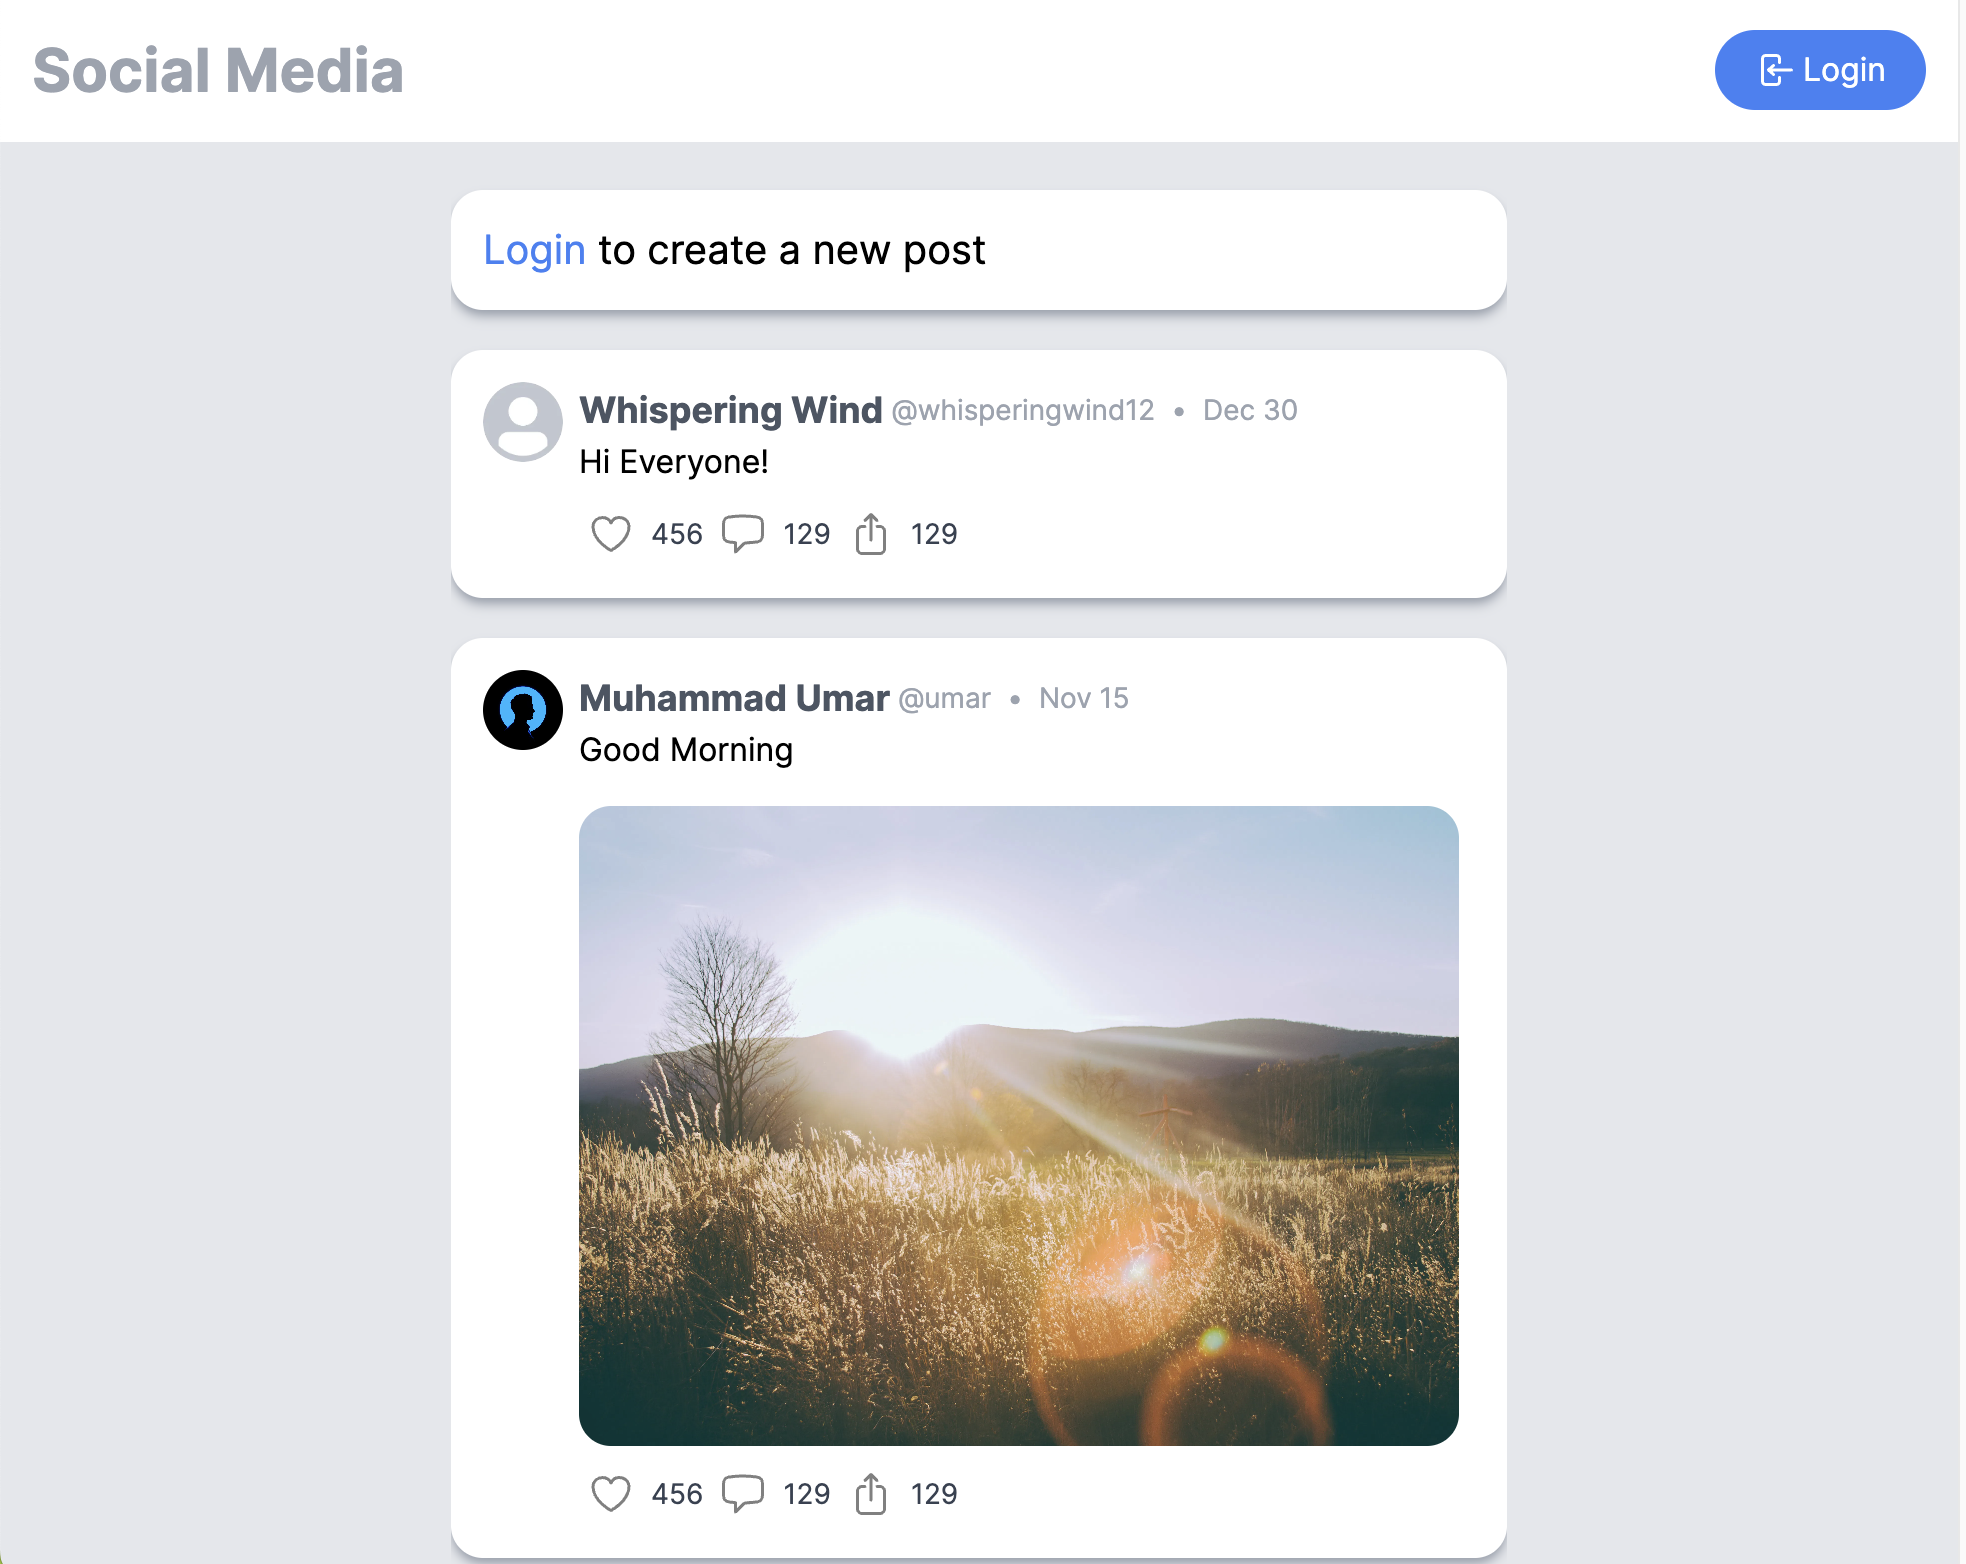 Social Media
Login
Login to create a new post
Whispering Wind @whisperingwind12 • Dec 30
Hi Everyone!
456 129 129
Muhammad Umar @umar • Nov 15
Good Morning
456 129 129